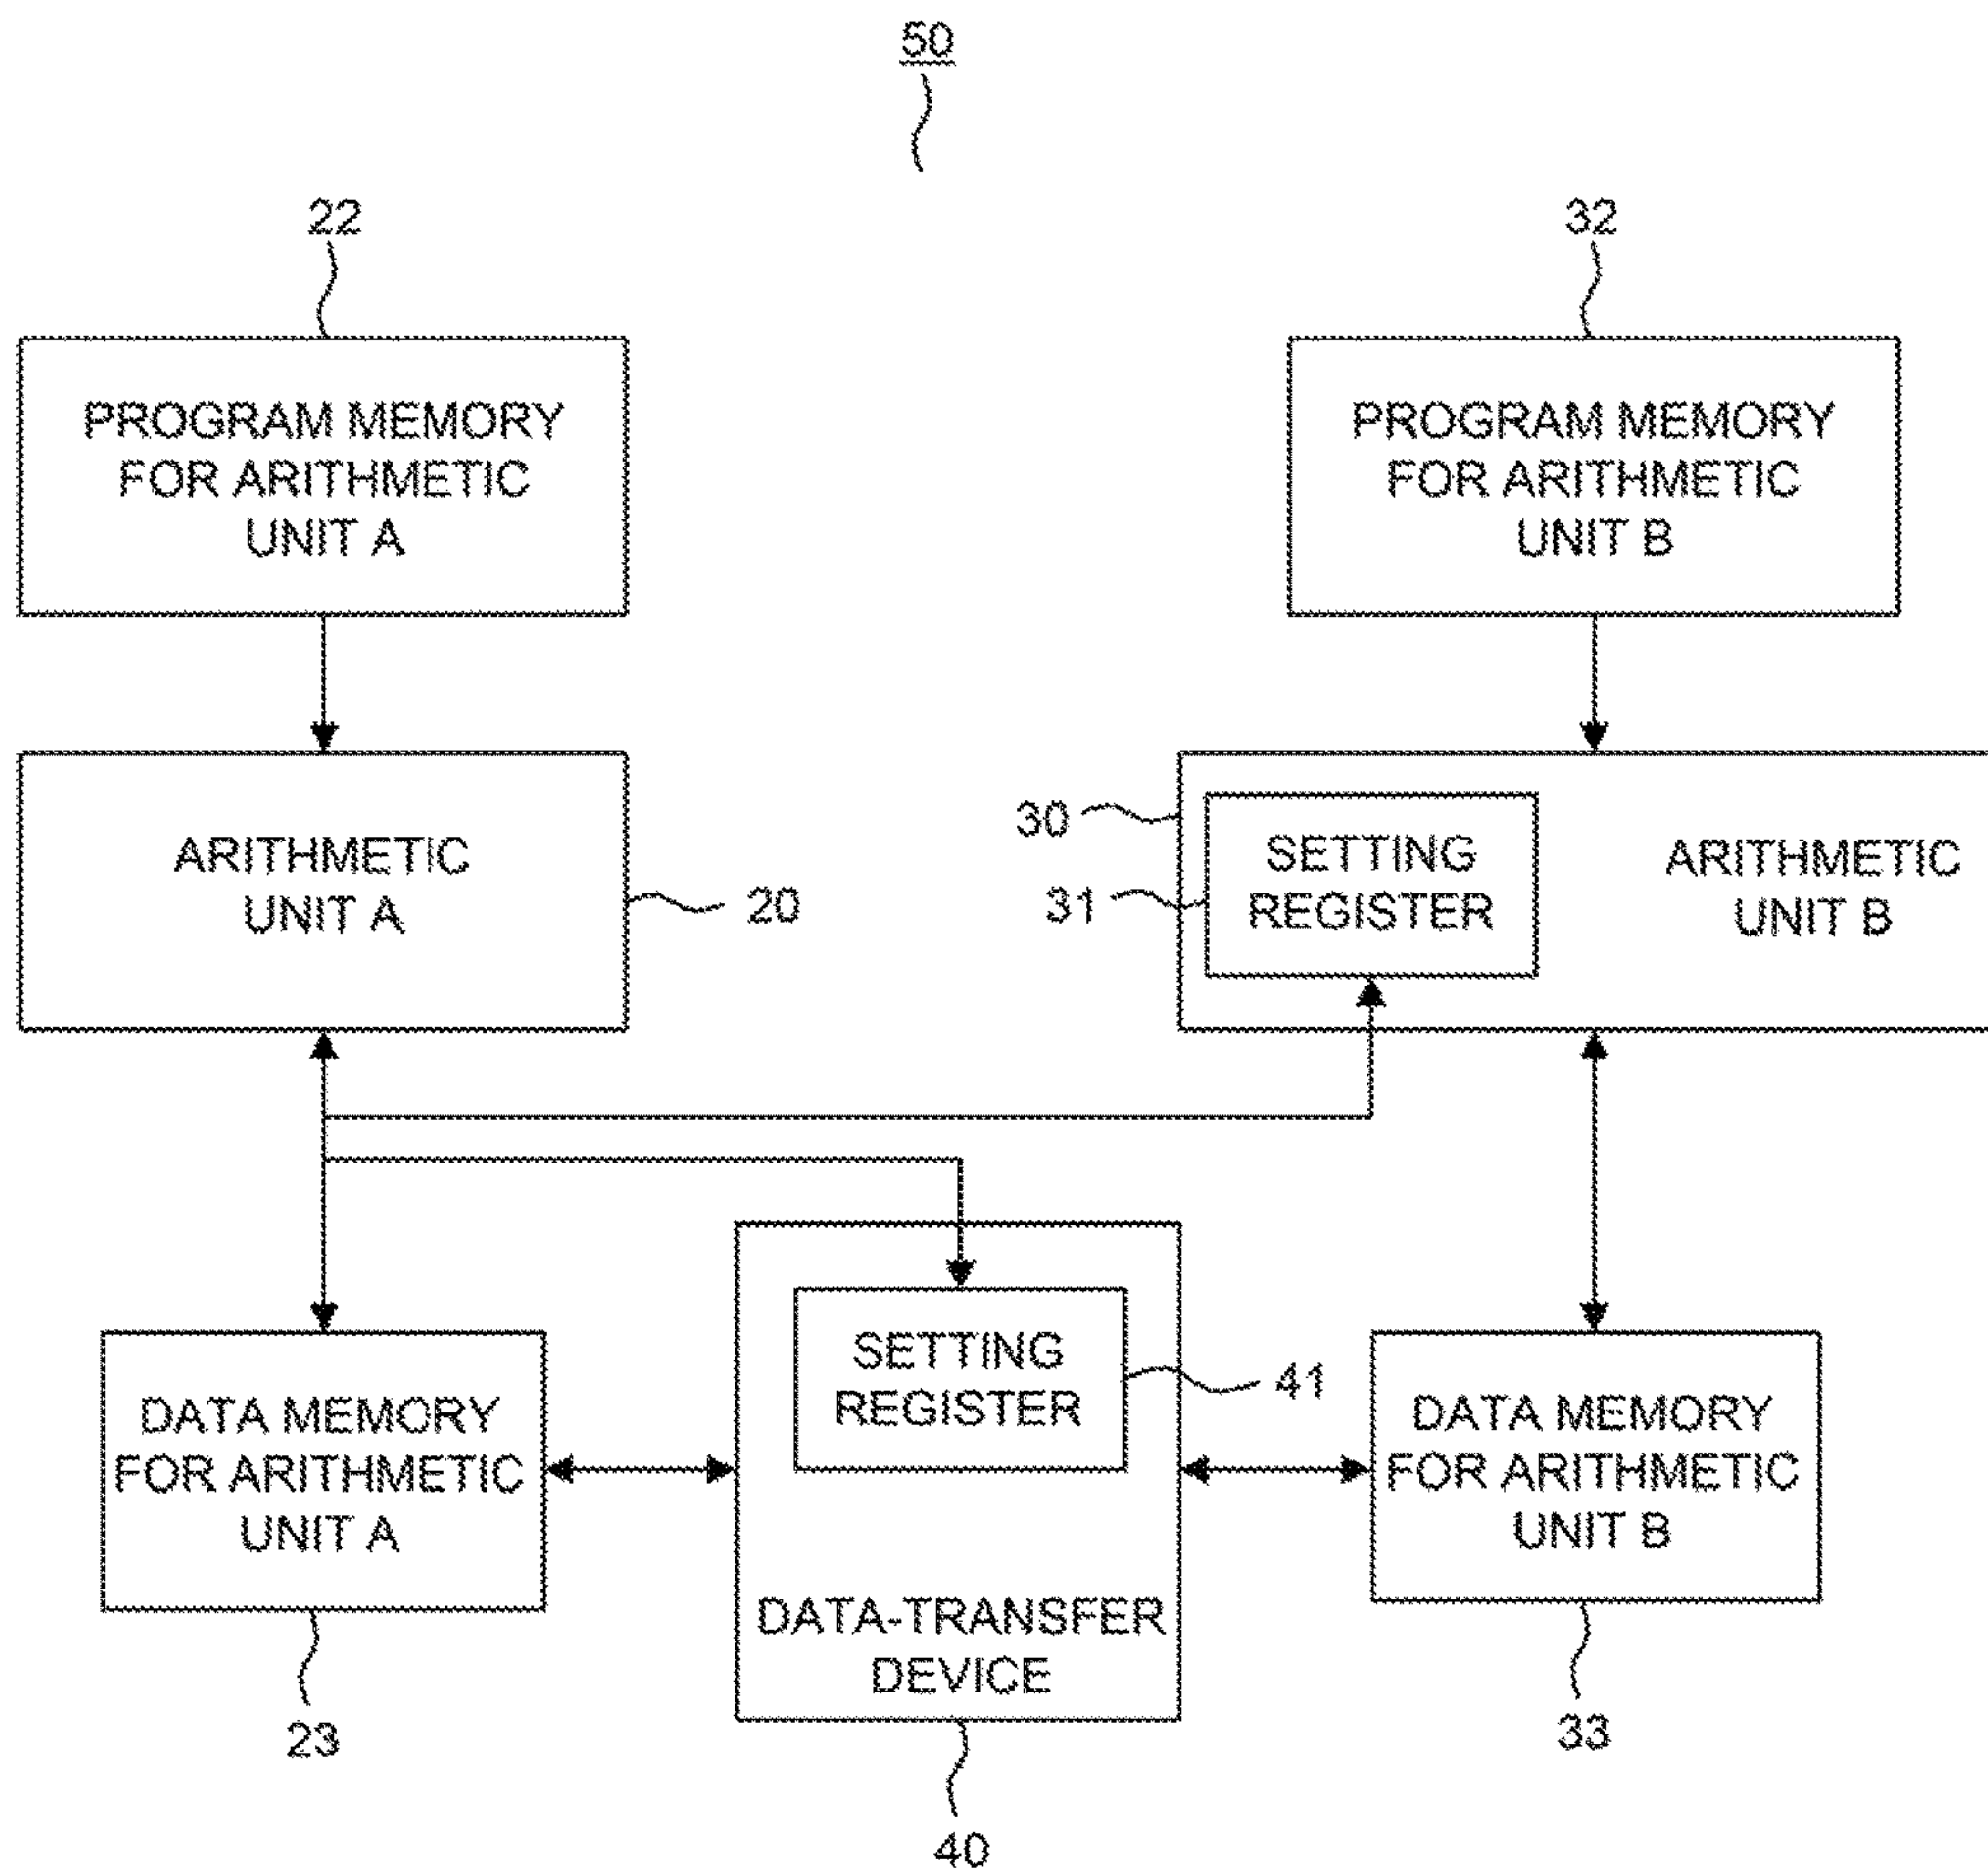 50
22
32
PROGRAM MEMORY
FOR ARITHMETIC
UNIT A
PROGRAM MEMORY
FOR ARITHMETIC
UNIT B
ARITHMETIC
UNIT A
20
30
31
SETTING
REGISTER
ARITHMETIC
UNIT B
SETTING
REGISTER
41
DATA MEMORY
FOR ARITHMETIC
UNIT A
DATA-TRANSFER
DEVICE
DATA MEMORY
FOR ARITHMETIC
UNIT B
23
40
33